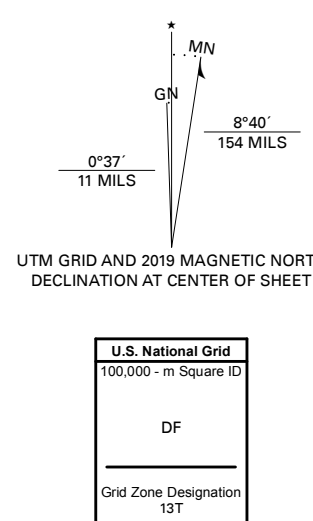 ★
MN
GN
8°40´
154 MILS
0°37´
11 MILS
UTM GRID AND 2019 MAGNETIC NORT
DECLINATION AT CENTER OF SHEET
U.S. National Grid
100,000 - m Square ID
DF
Grid Zone Designation
13T